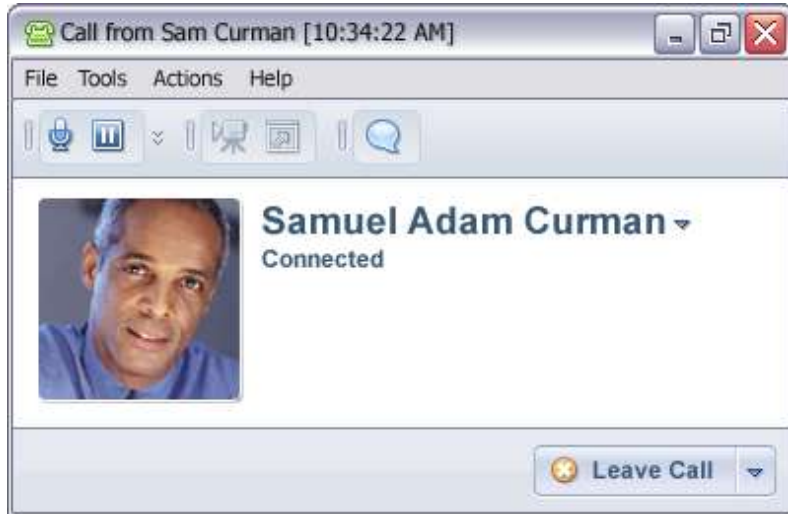 Call from Sam Curman [10:34:22 AM]
File Tools Actions Help
Samuel Adam Curman
Connected
Leave Call